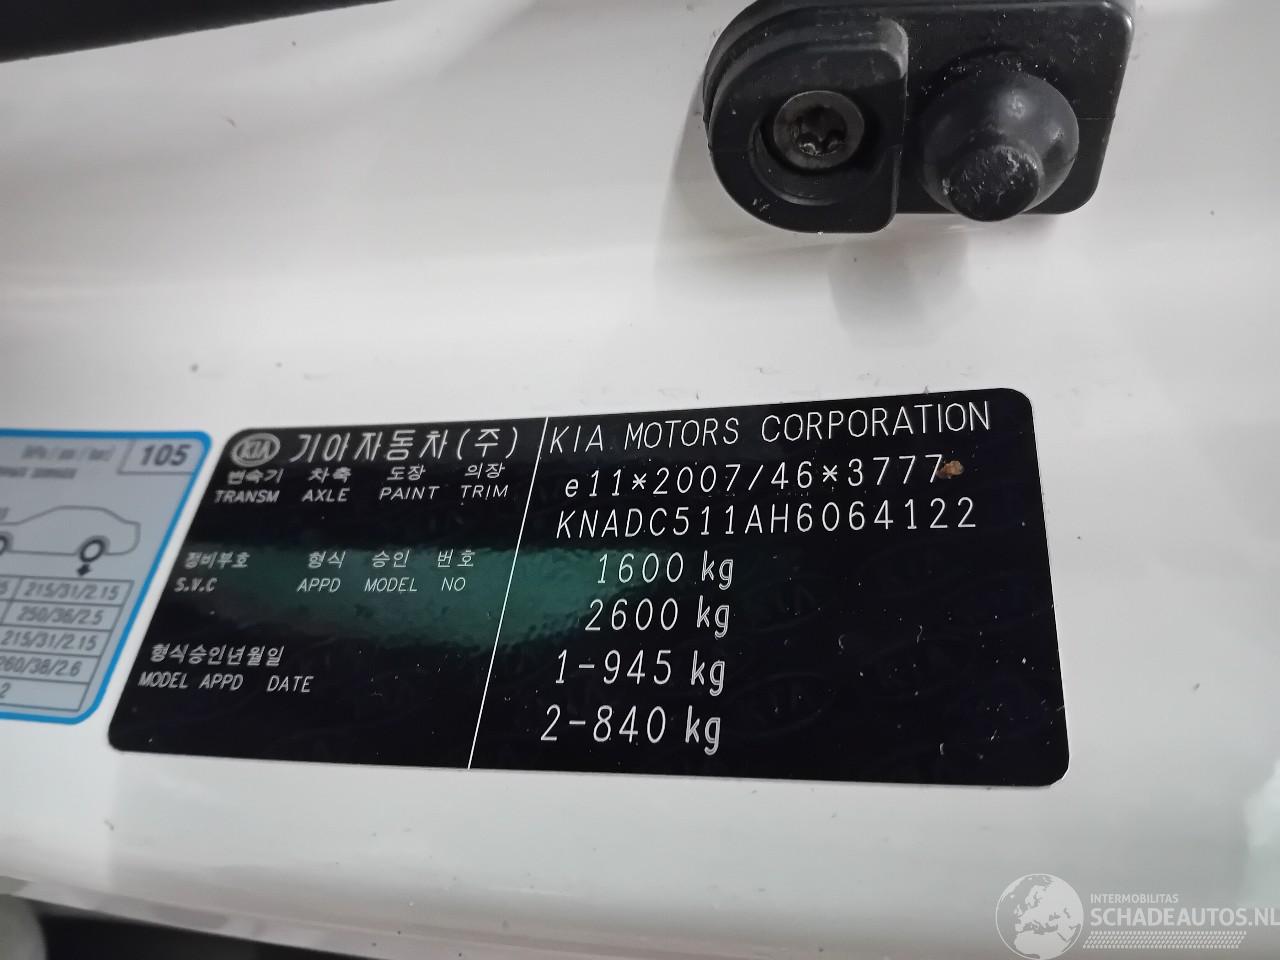 105
215/31/2.15
250/36/2.5
215/31/2.15
260/38/2.6
KIA 기아자동차(주)
변속기 차축 도장 의장
TRANSM AXLE PAINT TRIM
정비부호 형식 승인 번호
S.V.C APPD MODEL NO
형식승인년월일
MODEL APPD DATE
KIA MOTORS CORPORATION
e11*2007/46*3777
KNADC511AH6064122
1600 kg
2600 kg
1-945 kg
2-840 kg
INTERMOBILITAS
SCHADEAUTOS.NL